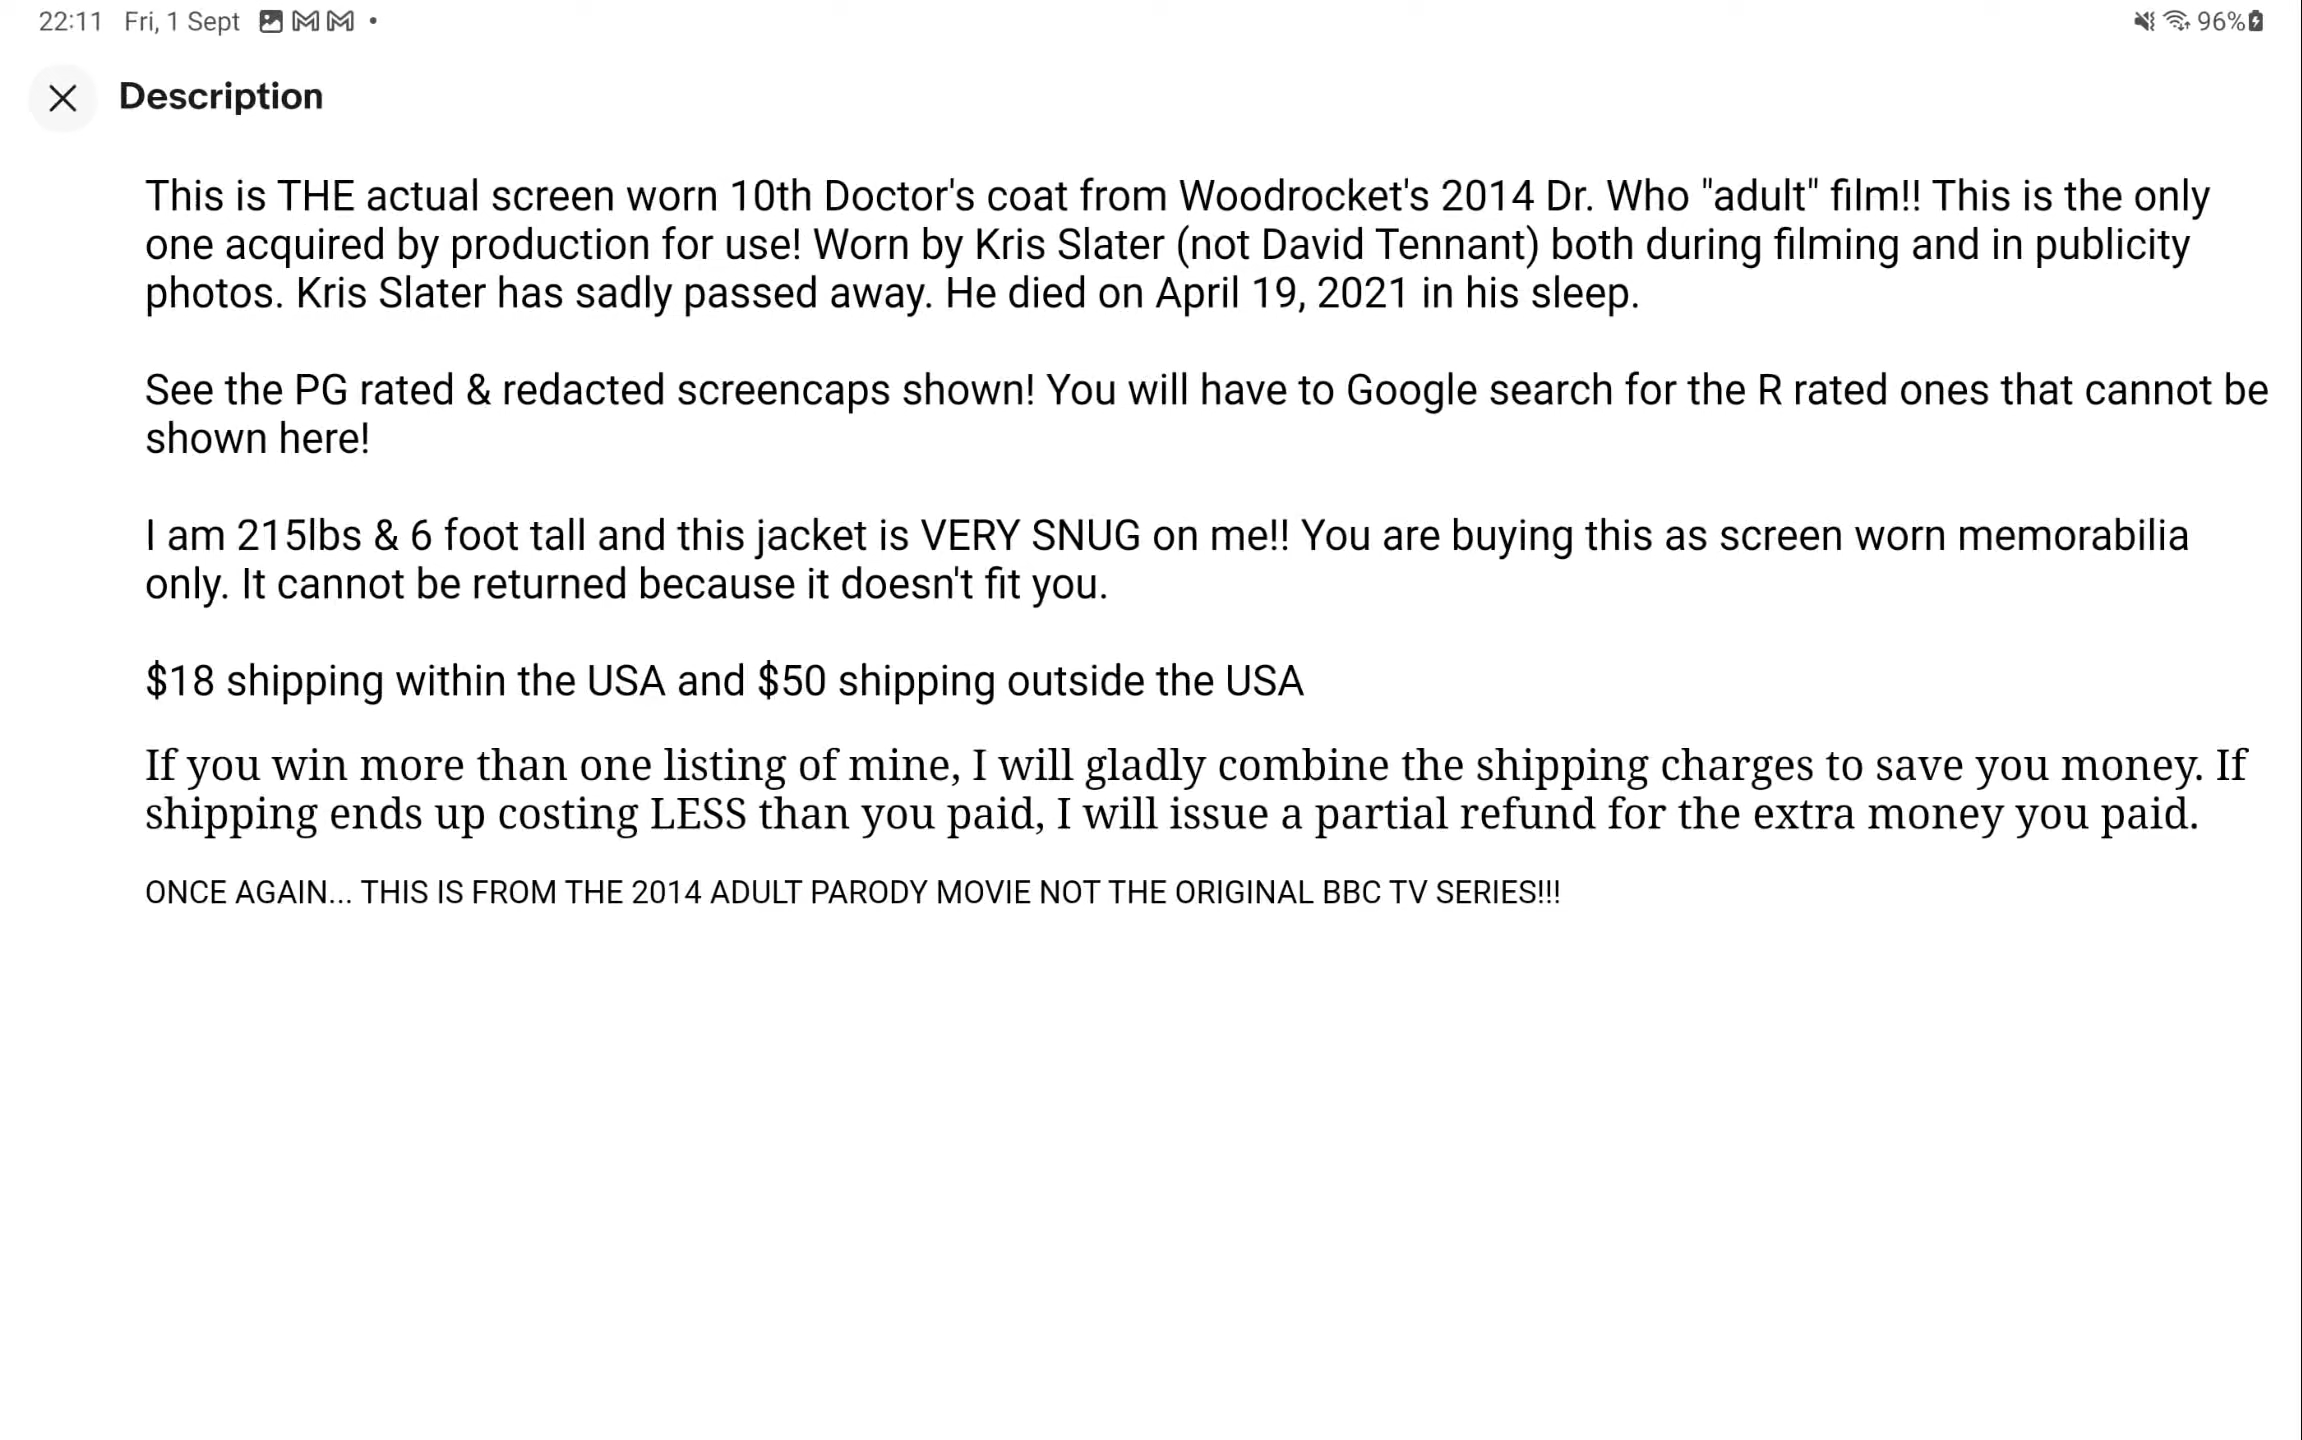 22:11 Fri, 1 Sept
96%
Description
This is THE actual screen worn 10th Doctor's coat from Woodrocket's 2014 Dr. Who "adult" film!! This is the only
one acquired by production for use! Worn by Kris Slater (not David Tennant) both during filming and in publicity
photos. Kris Slater has sadly passed away. He died on April 19, 2021 in his sleep.
See the PG rated & redacted screencaps shown! You will have to Google search for the R rated ones that cannot be
shown here!
I am 215lbs & 6 foot tall and this jacket is VERY SNUG on me!! You are buying this as screen worn memorabilia
only. It cannot be returned because it doesn't fit you.
$18 shipping within the USA and $50 shipping outside the USA
If you win more than one listing of mine, I will gladly combine the shipping charges to save you money. If
shipping ends up costing LESS than you paid, I will issue a partial refund for the extra money you paid.
ONCE AGAIN... THIS IS FROM THE 2014 ADULT PARODY MOVIE NOT THE ORIGINAL BBC TV SERIES!!!